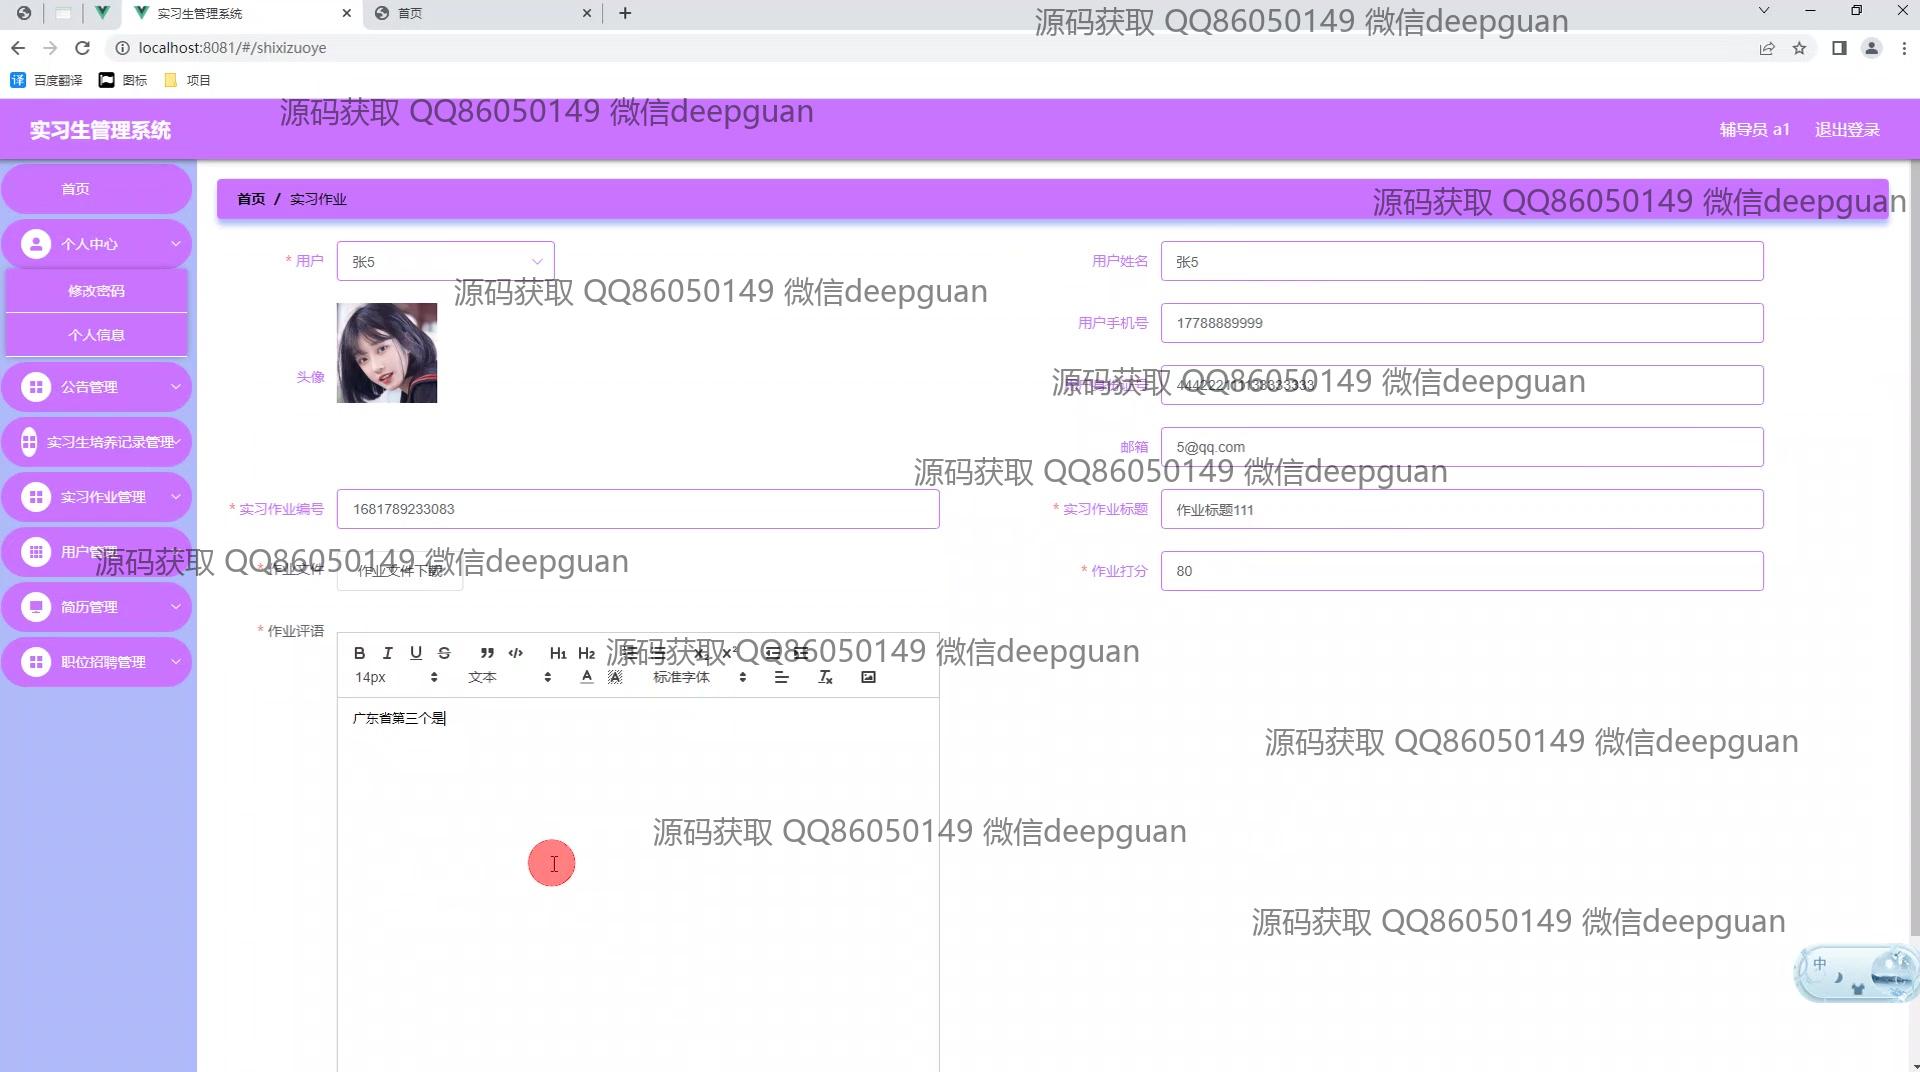 实习生管理系统
首页
源码获取 QQ86050149 微信deepguan
localhost:8081/#/shixizuoye
译 百度翻译
图标
项目
源码获取 QQ86050149 微信deepguan
实习生管理系统
辅导员 a1
退出登录
首页
首页 / 实习作业
源码获取 QQ86050149 微信deepguan
个人中心
* 用户
张5
用户姓名
张5
修改密码
源码获取 QQ86050149 微信deepguan
个人信息
用户手机号
17788889999
头像
公告管理
源码获取 QQ86050149 微信deepguan
实习生培养记录管理
邮箱
5@qq.com
源码获取 QQ86050149 微信deepguan
实习作业管理
* 实习作业编号
1681789233083
* 实习作业标题
作业标题111
用户管理
源码获取 QQ86050149 微信deepguan
* 作业文件
作业文件下载
* 作业打分
80
简历管理
* 作业评语
B I U S ” </> H1 H2
源码获取 QQ86050149 微信deepguan
职位招聘管理
14px
文本
A
标准字体
广东省第三个是
源码获取 QQ86050149 微信deepguan
源码获取 QQ86050149 微信deepguan
源码获取 QQ86050149 微信deepguan
中